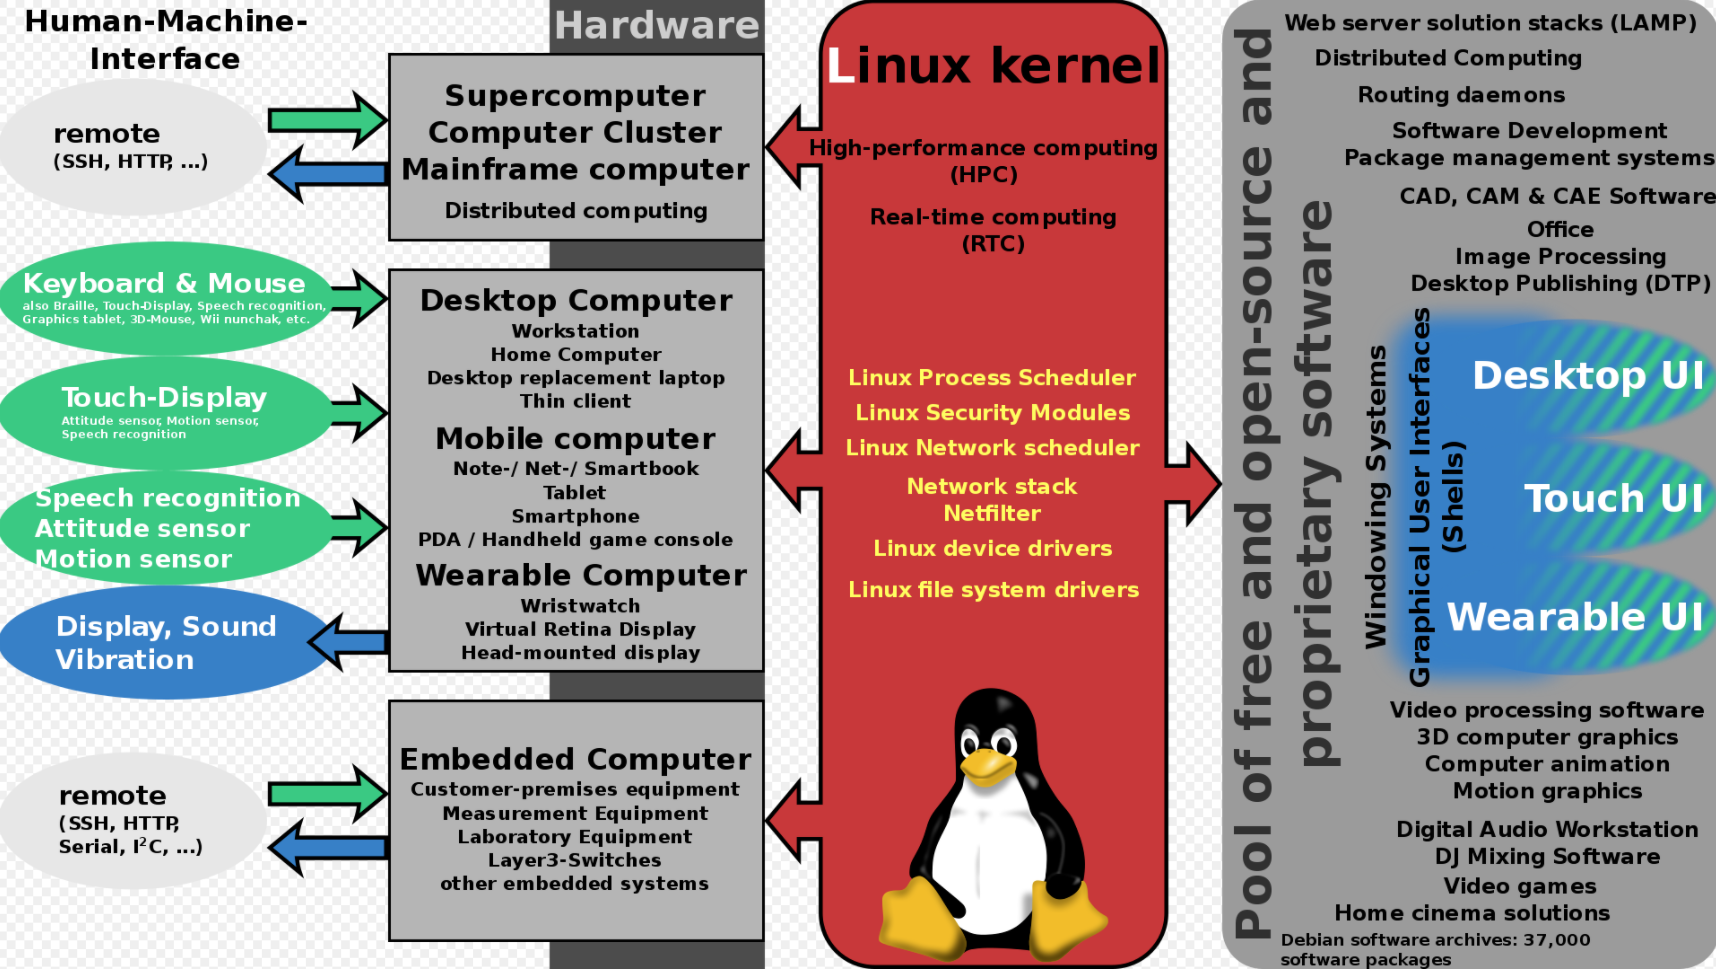 Human-Machine-
Interface
remote
(SSH, HTTP, ...)
Keyboard & Mouse
also Braille, Touch-Display, Speech recognition,
Graphics tablet, 3D-Mouse, Wii nunchak, etc.
Touch-Display
Attitude sensor, Motion sensor,
Speech recognition
Speech recognition
Attitude sensor
Motion sensor
Display, Sound
Vibration
remote
(SSH, HTTP,
Serial, I²C, ...)
Hardware
Supercomputer
Computer Cluster
Mainframe computer
Distributed computing
Desktop Computer
Workstation
Home Computer
Desktop replacement laptop
Thin client
Mobile computer
Note-/ Net-/ Smartbook
Tablet
Smartphone
PDA / Handheld game console
Wearable Computer
Wristwatch
Virtual Retina Display
Head-mounted display
Embedded Computer
Customer-premises equipment
Measurement Equipment
Laboratory Equipment
Layer3-Switches
other embedded systems
Linux kernel
High-performance computing
(HPC)
Real-time computing
(RTC)
Linux Process Scheduler
Linux Security Modules
Linux Network scheduler
Network stack
Netfilter
Linux device drivers
Linux file system drivers
Pool of free and open-source and
proprietary software
Web server solution stacks (LAMP)
Distributed Computing
Routing daemons
Software Development
Package management systems
CAD, CAM & CAE Software
Office
Image Processing
Desktop Publishing (DTP)
Windowing Systems
Graphical User Interfaces
(Shells)
Desktop UI
Touch UI
Wearable UI
Video processing software
3D computer graphics
Computer animation
Motion graphics
Digital Audio Workstation
DJ Mixing Software
Video games
Home cinema solutions
Debian software archives: 37,000
software packages